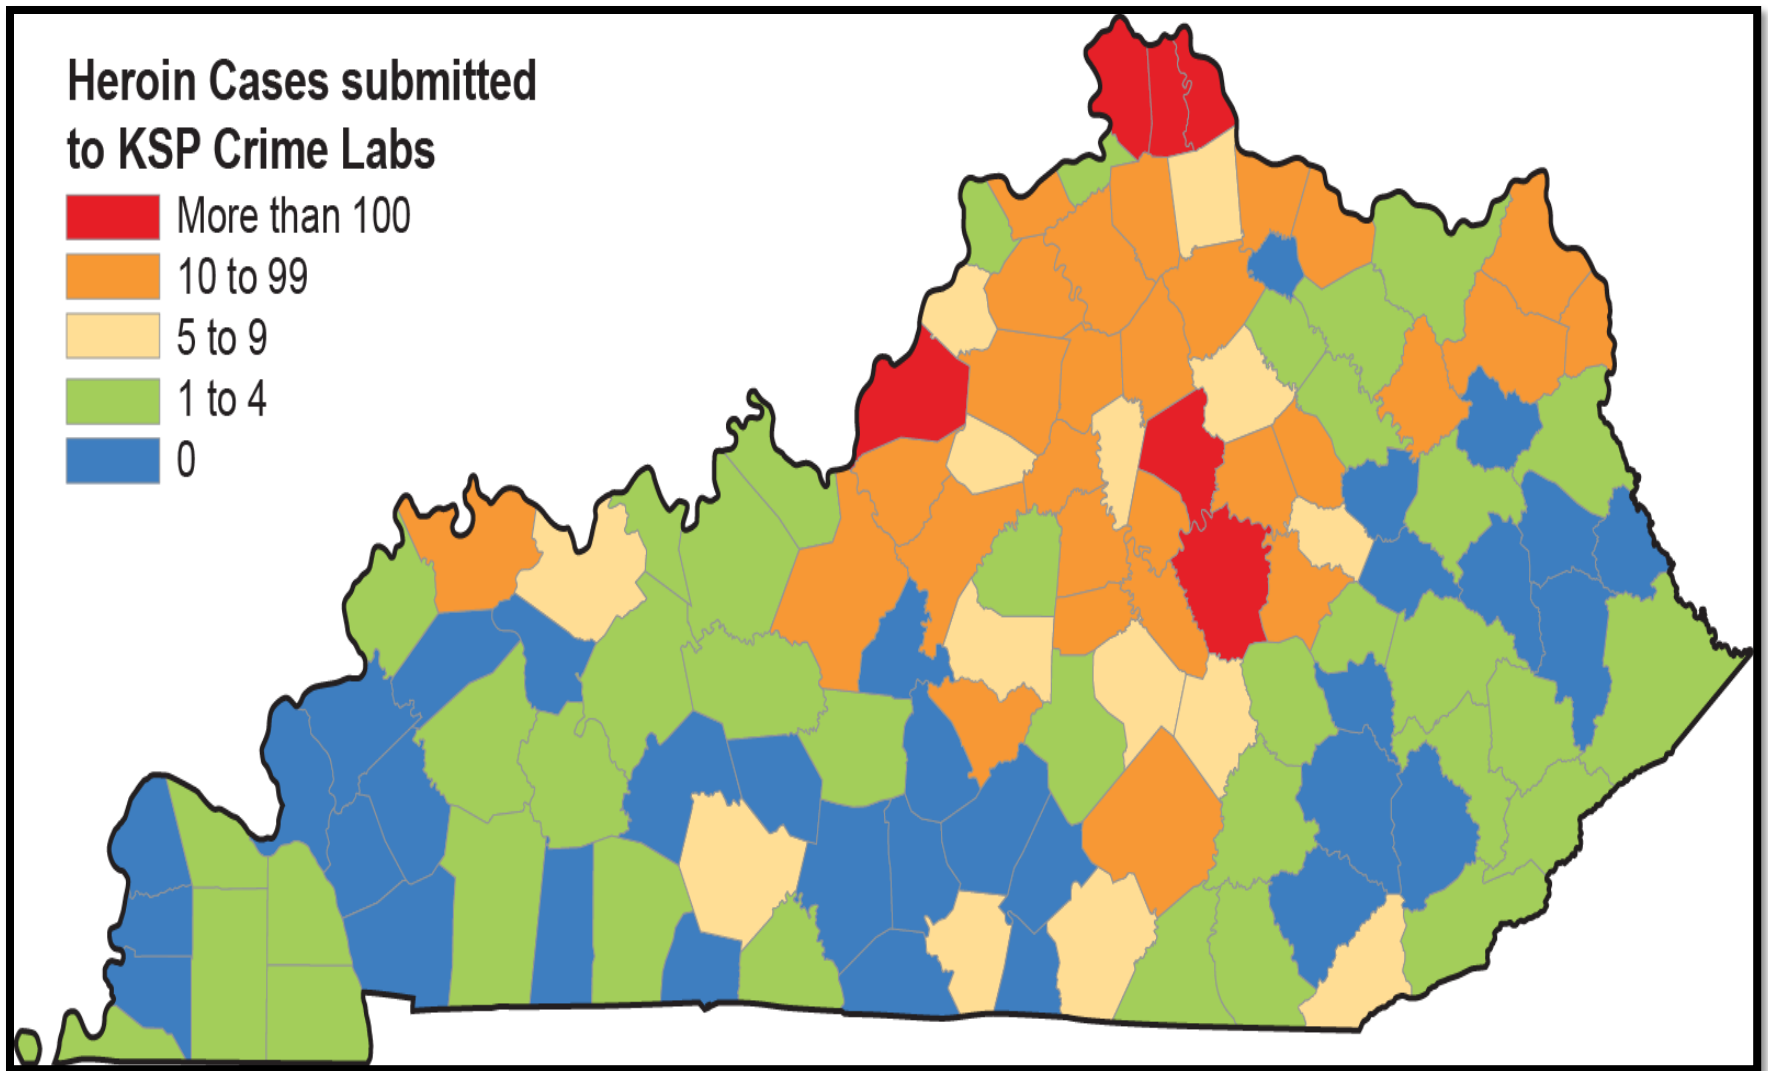 Heroin Cases submitted
to KSP Crime Labs
More than 100
10 to 99
5 to 9
1 to 4
0